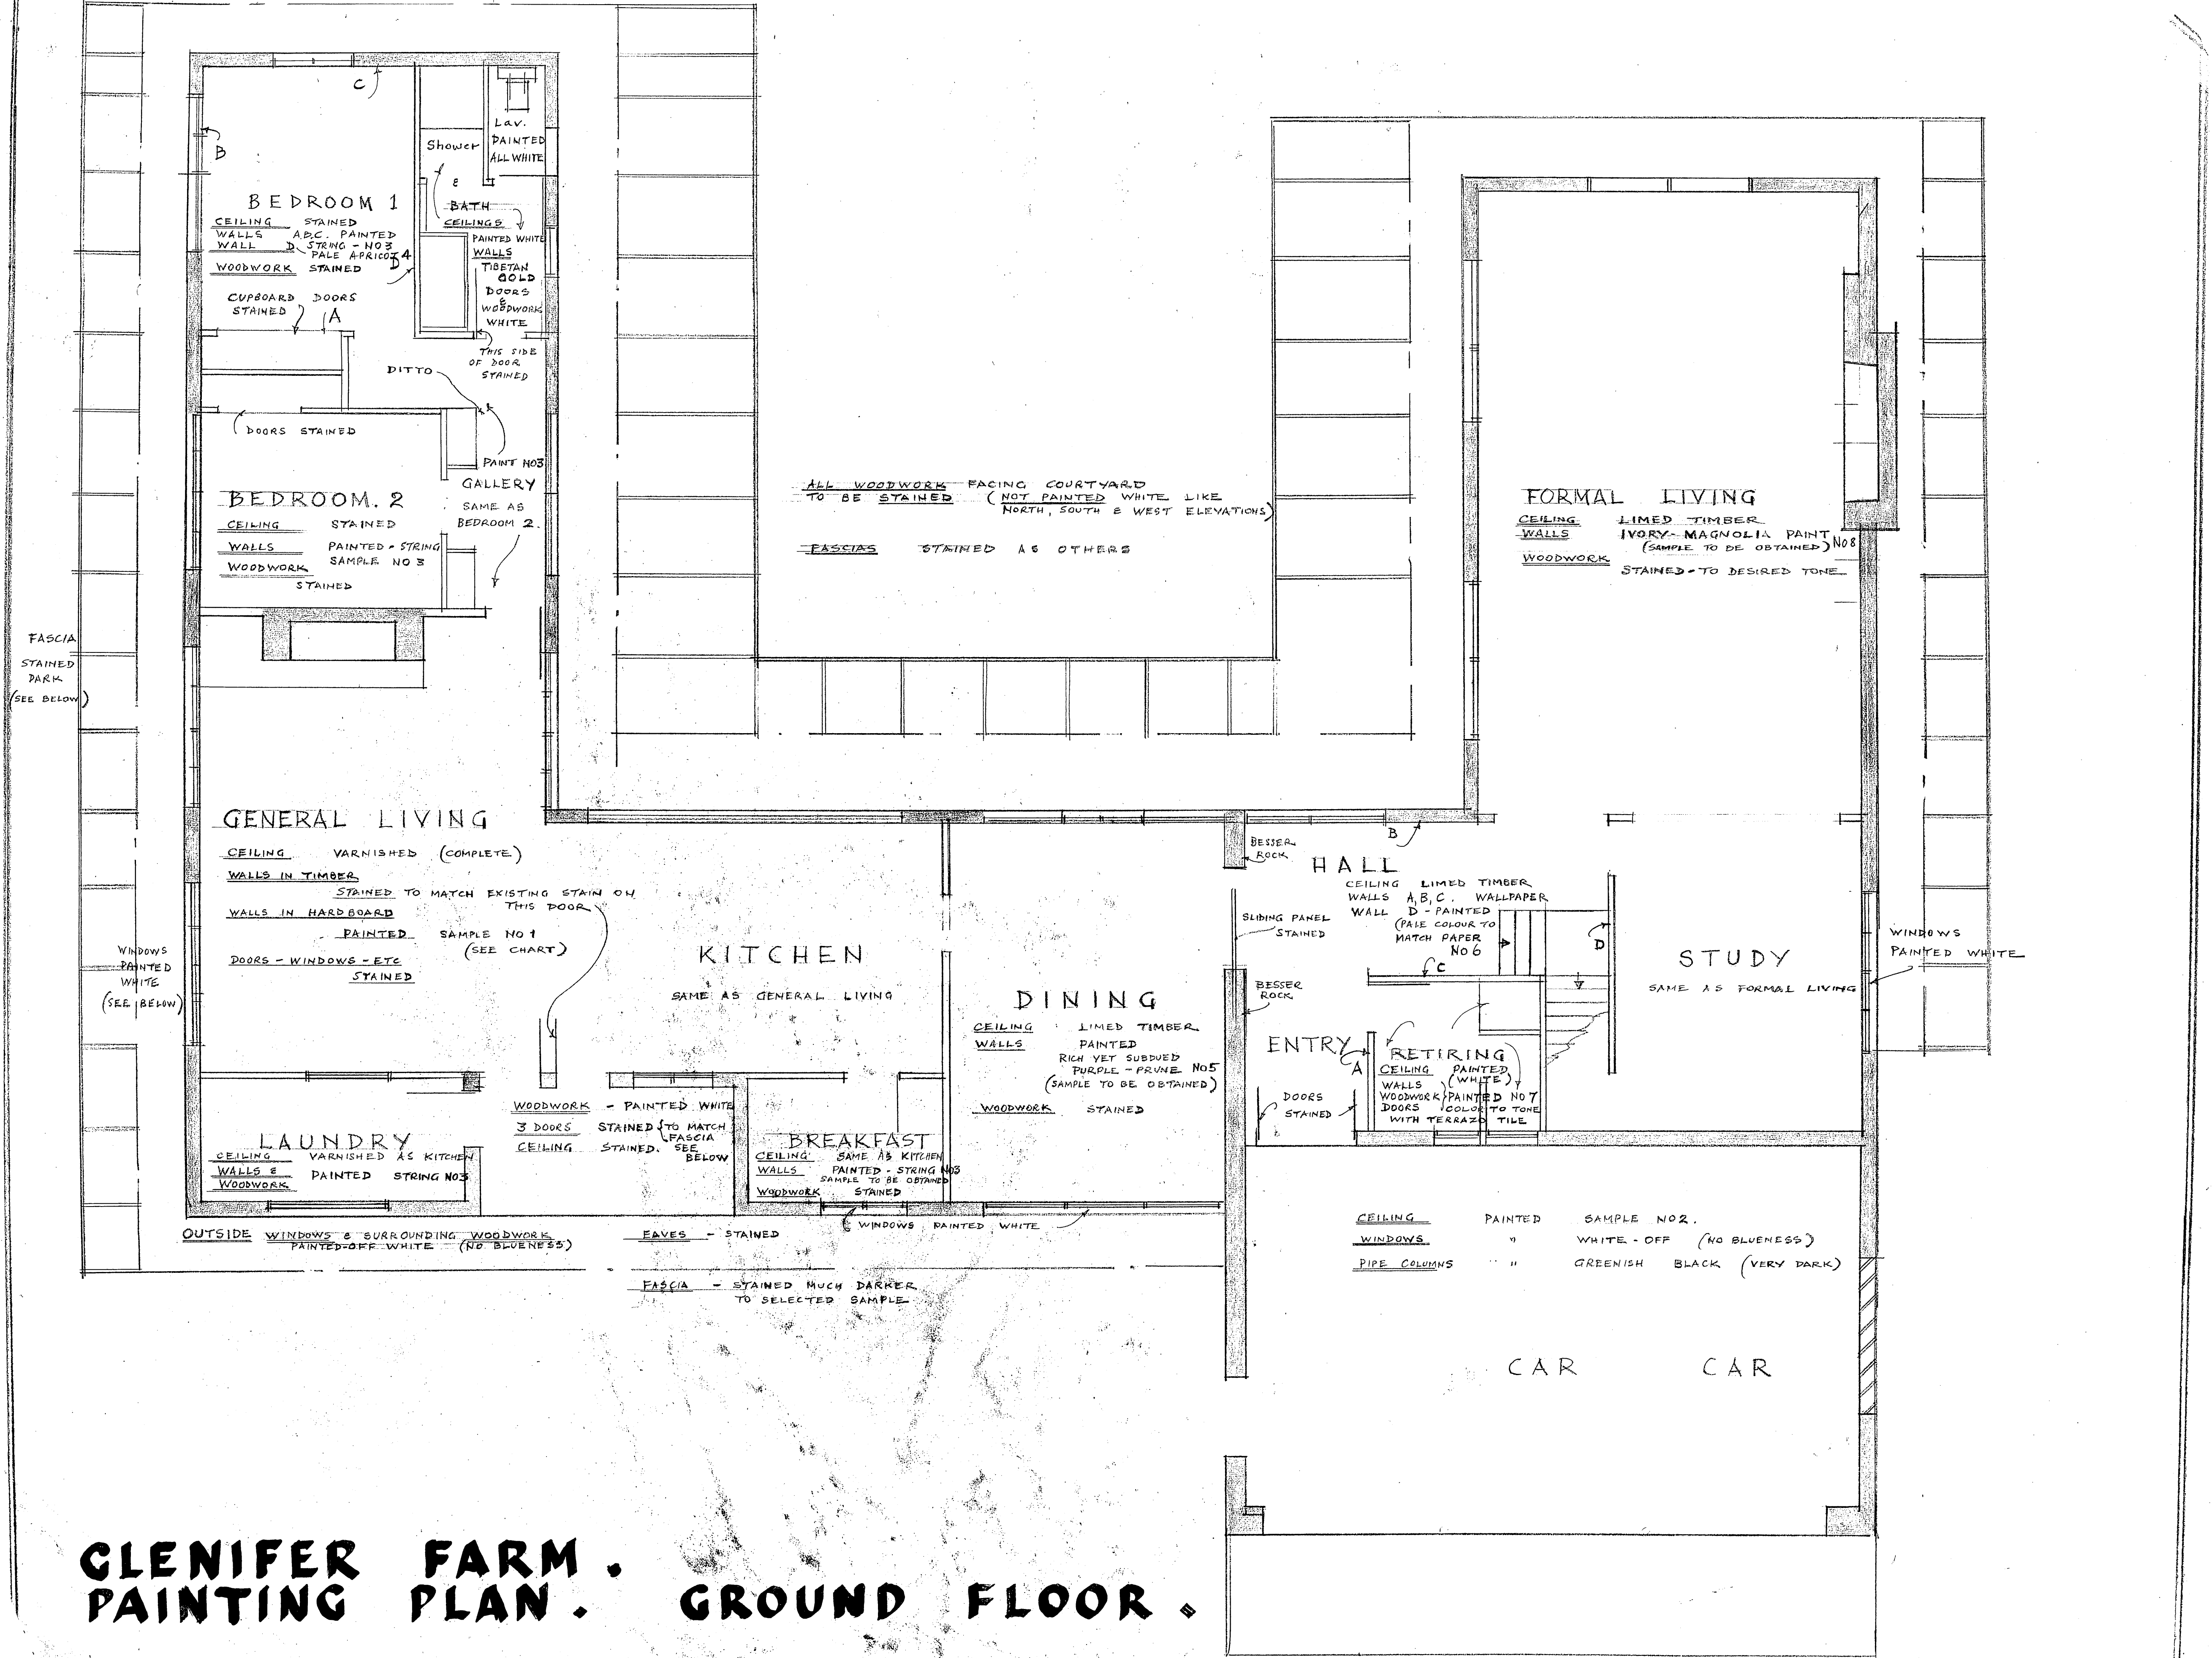 C
B
BEDROOM 1
CEILING STAINED
WALLS A.B.C. PAINTED
WALL D. STRING - NO 3
PALE APRICOT 4
D
WOODWORK STAINED
CUPBOARD DOORS
STAINED
A
Lav.
PAINTED
ALL WHITE
Shower
&
BATH
CEILINGS
PAINTED WHITE
WALLS
TIBETAN
GOLD
DOORS
&
WOODWORK
WHITE
THIS SIDE
OF DOOR
STAINED
DITTO
DOORS STAINED
PAINT NO3
GALLERY
SAME AS
BEDROOM 2.
BEDROOM. 2
CEILING STAINED
WALLS PAINTED - STRING
SAMPLE NO 3
WOODWORK
STAINED
FASCIA
STAINED
DARK
(SEE BELOW)
ALL WOODWORK FACING COURTYARD
TO BE STAINED (NOT PAINTED WHITE LIKE
NORTH, SOUTH & WEST ELEVATIONS)
FASCIAS STAINED AS OTHERS
FORMAL LIVING
CEILING LIMED TIMBER
WALLS IVORY-MAGNOLIA PAINT
(SAMPLE TO BE OBTAINED) NO 8
WOODWORK
STAINED - TO DESIRED TONE
GENERAL LIVING
CEILING VARNISHED (COMPLETE)
WALLS IN TIMBER
STAINED TO MATCH EXISTING STAIN ON
THIS DOOR
WALLS IN HARDBOARD
PAINTED SAMPLE NO 1
(SEE CHART)
DOORS - WINDOWS - ETC
STAINED
WINDOWS
PAINTED
WHITE
(SEE BELOW)
KITCHEN
SAME AS GENERAL LIVING
DINING
CEILING LIMED TIMBER
WALLS PAINTED
RICH YET SUBDUED
PURPLE - PRUNE NO5
(SAMPLE TO BE OBTAINED)
WOODWORK STAINED
BESSER
ROCK
B
HALL
CEILING LIMED TIMBER
WALLS A,B,C. WALLPAPER
WALL D - PAINTED
(PALE COLOUR TO
MATCH PAPER
NO 6
SLIDING PANEL
STAINED
C
D
BESSER
ROCK
ENTRY
A
DOORS
STAINED
RETIRING
CEILING PAINTED
(WHITE)
WALLS
WOODWORK PAINTED NO 7
DOORS COLOR TO TONE
WITH TERRAZO TILE
STUDY
SAME AS FORMAL LIVING
WINDOWS
PAINTED WHITE
LAUNDRY
CEILING VARNISHED AS KITCHEN
WALLS &
WOODWORK PAINTED STRING NO3
WOODWORK - PAINTED WHITE
3 DOORS STAINED TO MATCH
FASCIA
CEILING STAINED. SEE
BELOW
BREAKFAST
CEILING SAME AS KITCHEN
WALLS PAINTED - STRING NO3
SAMPLE TO BE OBTAINED
WOODWORK STAINED
WINDOWS PAINTED WHITE
OUTSIDE WINDOWS & SURROUNDING WOODWORK
PAINTED-OFF WHITE (NO BLUENESS)
EAVES - STAINED
FASCIA - STAINED MUCH DARKER
TO SELECTED SAMPLE
CEILING PAINTED SAMPLE NO2.
WINDOWS " WHITE - OFF (NO BLUENESS)
PIPE COLUMNS " GREENISH BLACK (VERY DARK)
CAR CAR
GLENIFER FARM.
PAINTING PLAN. GROUND FLOOR.